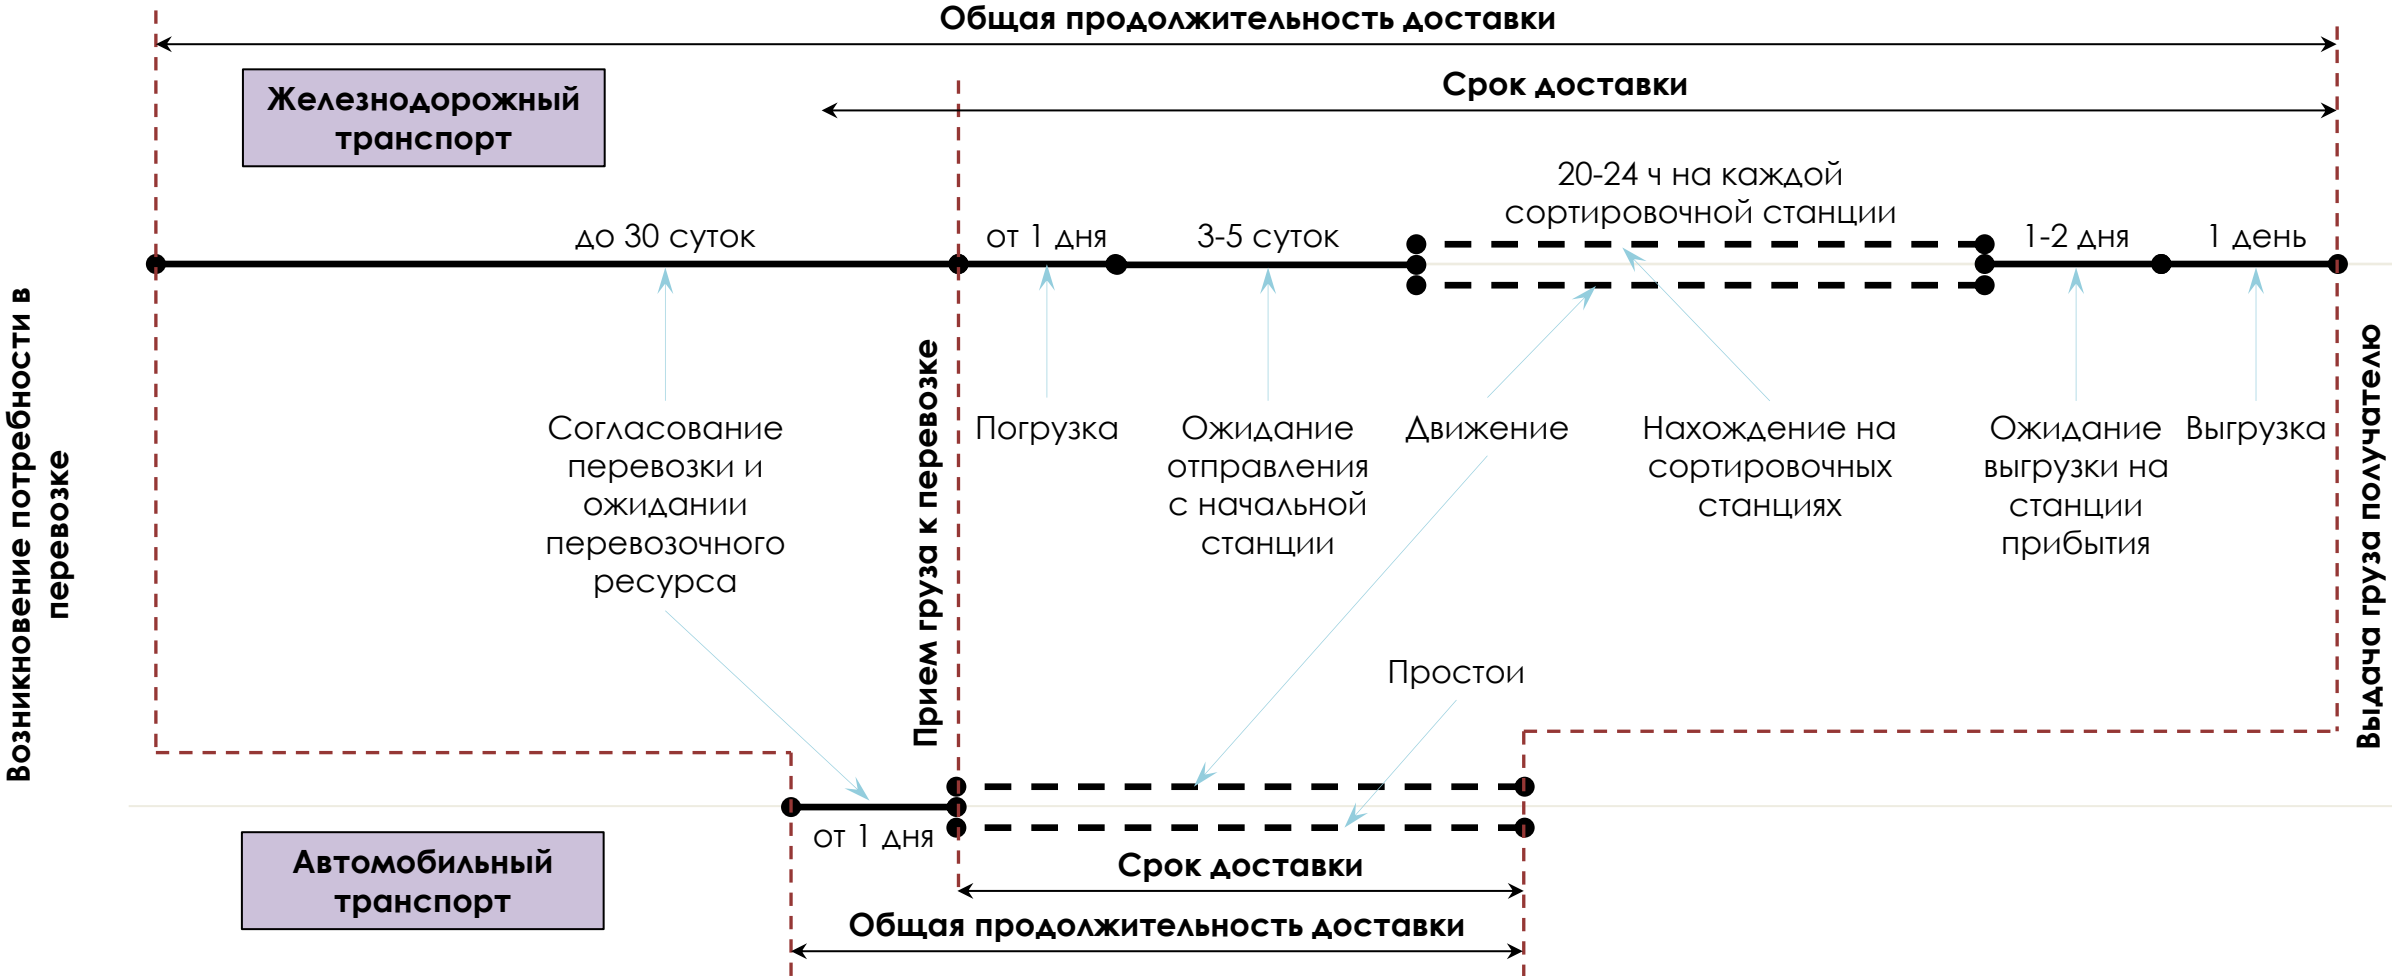 Общая продолжительность доставки
Железнодорожный
транспорт
Срок доставки
20-24 ч на каждой
сортировочной станции
до 30 суток
от 1 дня
3-5 суток
1-2 дня
1 день
Возникновение потребности в
перевозке
Прием груза к перевозке
Выдача груза получателю
Согласование
перевозки и
ожидании
перевозочного
ресурса
Погрузка
Ожидание
отправления
с начальной
станции
Движение
Нахождение на
сортировочных
станциях
Ожидание
выгрузки на
станции
прибытия
Выгрузка
Простои
от 1 дня
Автомобильный
транспорт
Срок доставки
Общая продолжительность доставки